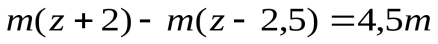 m(z + 2) - m(z - 2,5) = 4,5m